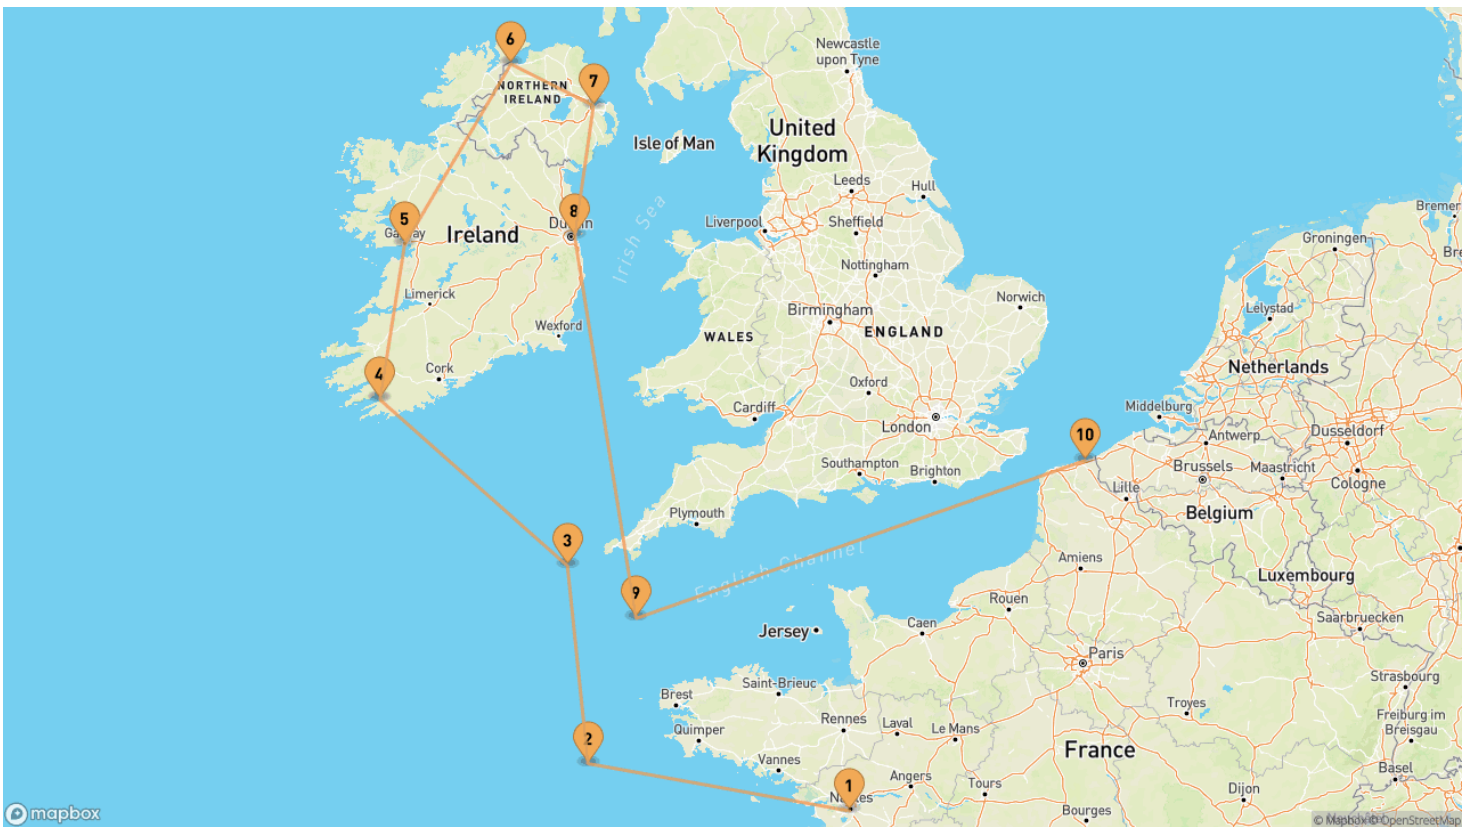 6
Newcastle
upon Tyne
7
NORTHERN
IRELAND
United
Kingdom
Isle of Man
Leeds
Hull
Bremer
5
8
Liverpool
Sheffield
Groningen
Bre
Ireland
Irish Sea
Nottingham
Limerick
Birmingham
Norwich
Lelystad
Wexford
WALES
ENGLAND
Netherlands
4
Cork
Oxford
Cardiff
London
Middelburg
10
Antwerp
Dusseldorf
Southampton
Brighton
Brussels
Maastricht
Lille
Cologne
Plymouth
Belgium
3
English Channel
Amiens
Luxembourg
9
Rouen
Jersey
Caen
Saarbruecken
Paris
Brest
Saint-Brieuc
Strasbourg
Troyes
Rennes
Laval
Le Mans
Quimper
Freiburg im
Breisgau
2
France
Vannes
Angers
Tours
Basel
1
Dijon
Bourges
mapbox
© Mapbox © OpenStreetMap